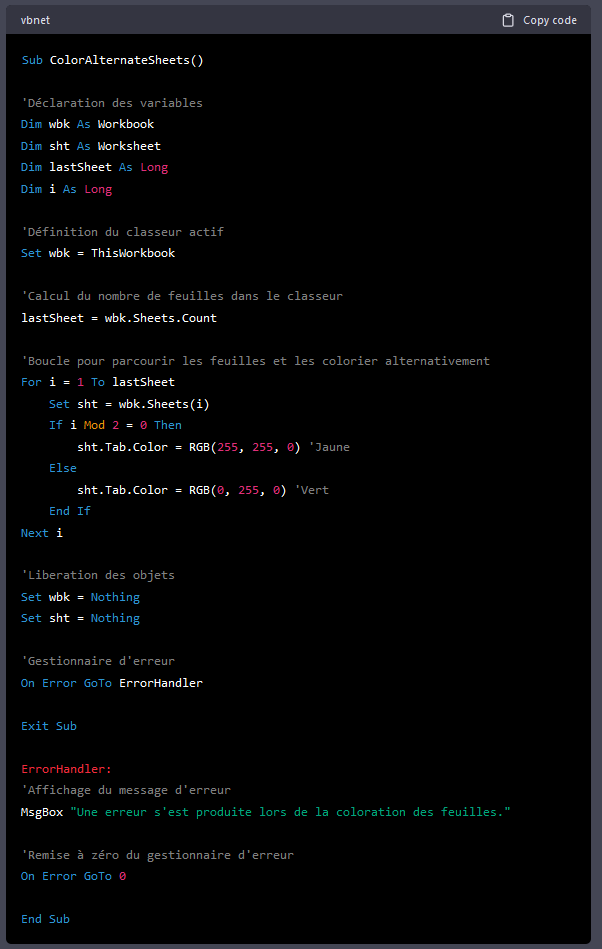 vbnet
Copy code
Sub ColorAlternateSheets()
'Déclaration des variables
Dim wbk As Workbook
Dim sht As Worksheet
Dim lastSheet As Long
Dim i As Long
'Définition du classeur actif
Set wbk = ThisWorkbook
'Calcul du nombre de feuilles dans le classeur
lastSheet = wbk.Sheets.Count
'Boucle pour parcourir les feuilles et les colorier alternativement
For i = 1 To lastSheet
    Set sht = wbk.Sheets(i)
    If i Mod 2 = 0 Then
        sht.Tab.Color = RGB(255, 255, 0) 'Jaune
    Else
        sht.Tab.Color = RGB(0, 255, 0) 'Vert
    End If
Next i
'Liberation des objets
Set wbk = Nothing
Set sht = Nothing
'Gestionnaire d'erreur
On Error GoTo ErrorHandler
Exit Sub
ErrorHandler:
'Affichage du message d'erreur
MsgBox "Une erreur s'est produite lors de la coloration des feuilles."
'Remise à zéro du gestionnaire d'erreur
On Error GoTo 0
End Sub